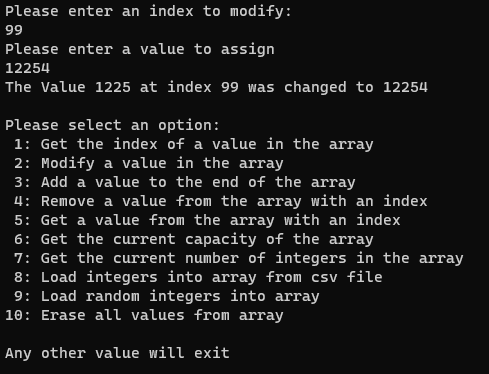 Please enter an index to modify:
99
Please enter a value to assign
12254
The Value 1225 at index 99 was changed to 12254
Please select an option:
1: Get the index of a value in the array
2: Modify a value in the array
3: Add a value to the end of the array
4: Remove a value from the array with an index
5: Get a value from the array with an index
6: Get the current capacity of the array
7: Get the current number of integers in the array
8: Load integers into array from csv file
9: Load random integers into array
10: Erase all values from array
Any other value will exit